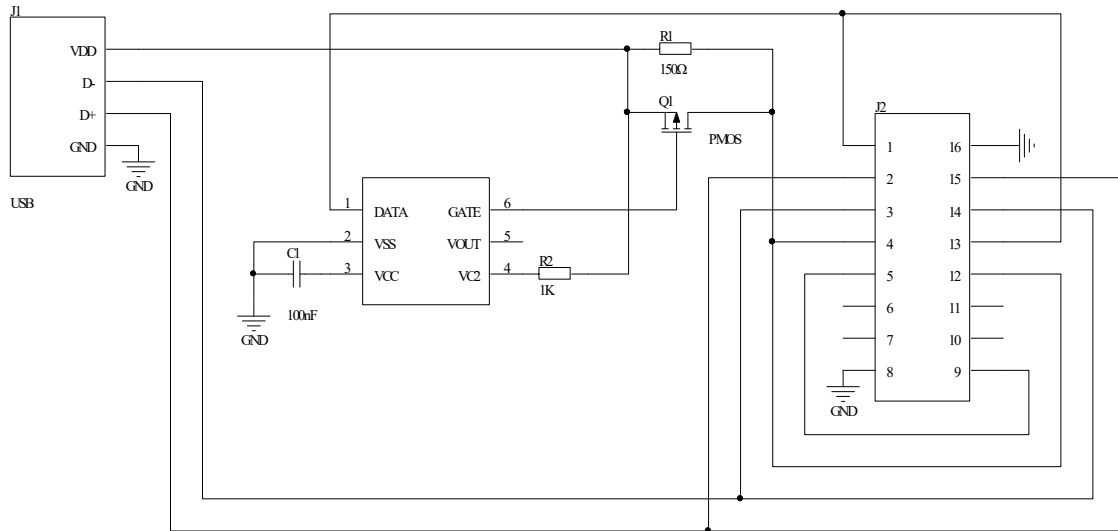 J1
VDD
D-
D+
GND
GND
USB
R1
150Ω
Q1
PMOS
J2
1 16
2 15
3 14
4 13
5 12
6 11
7 10
8 9
GND
1 DATA GATE 6
2 VSS VOUT 5
3 VCC VC2 4
C1
100nF
GND
R2
1K